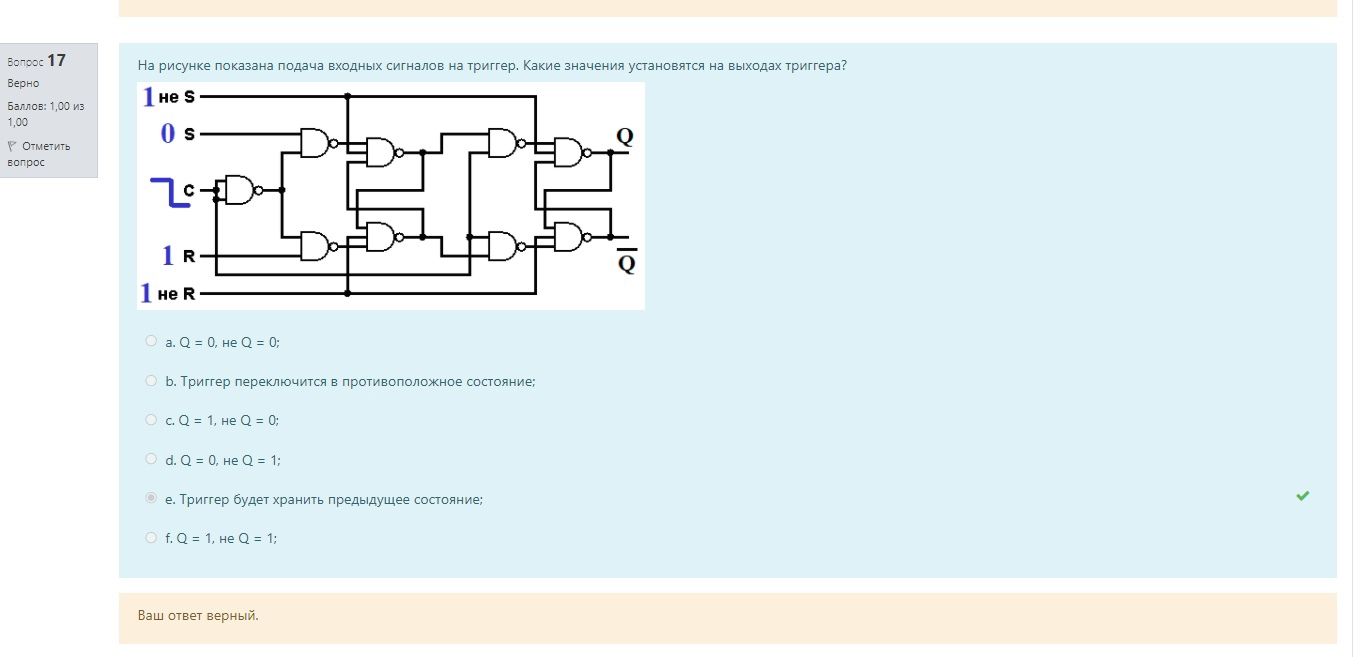 Вопрос 17
Верно
Баллов: 1,00 из
1,00
Отметить
вопрос
На рисунке показана подача входных сигналов на триггер. Какие значения установятся на выходах триггера?
1 не S
0 S
Q
C
1 R
Q
1 не R
a. Q = 0, не Q = 0;
b. Триггер переключится в противоположное состояние;
c. Q = 1, не Q = 0;
d. Q = 0, не Q = 1;
e. Триггер будет хранить предыдущее состояние;
f. Q = 1, не Q = 1;
Ваш ответ верный.